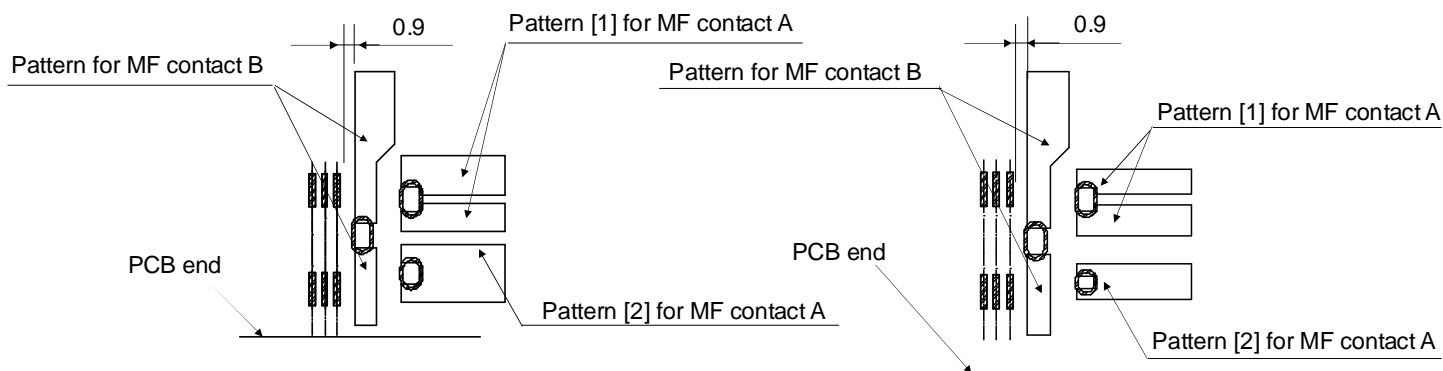 0.9
Pattern [1] for MF contact A
Pattern for MF contact B
PCB end
Pattern [2] for MF contact A
0.9
Pattern for MF contact B
Pattern [1] for MF contact A
PCB end
Pattern [2] for MF contact A